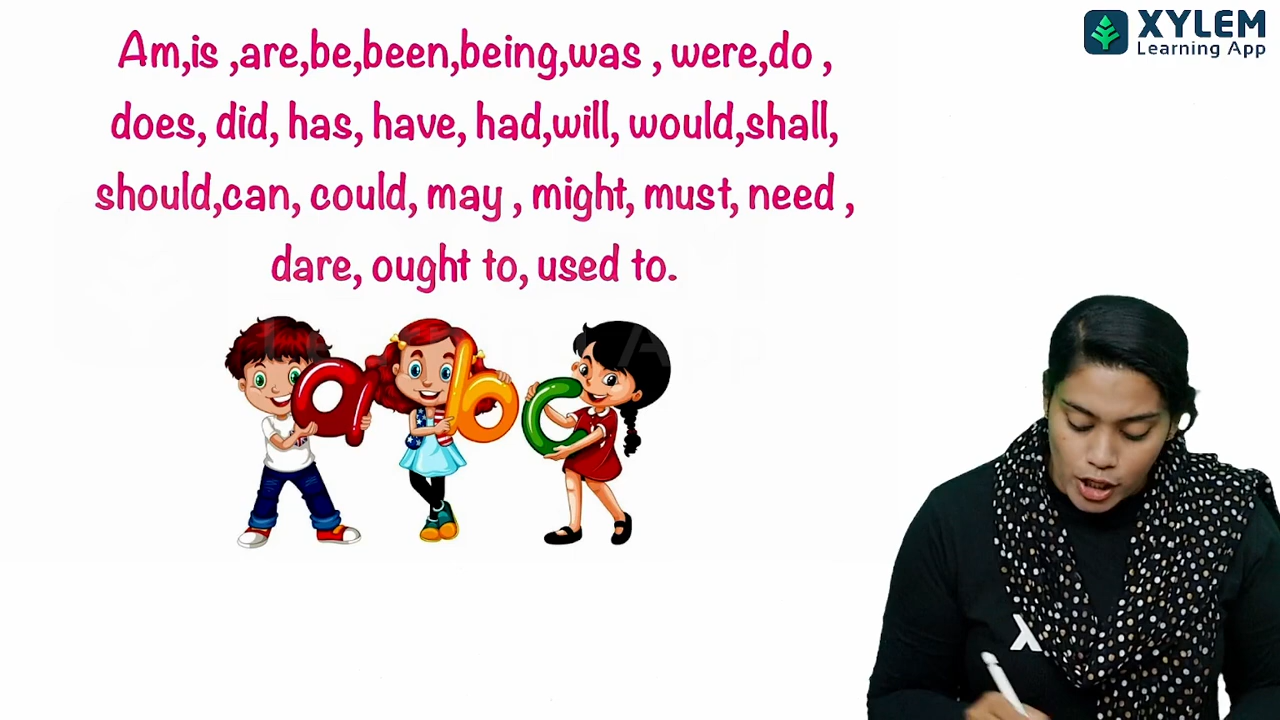 XYLEM
Learning App
Am,is ,are,be,been,being,was , were,do ,
does, did, has, have, had,will, would,shall,
should,can, could, may , might, must, need ,
dare, ought to, used to.
a b c